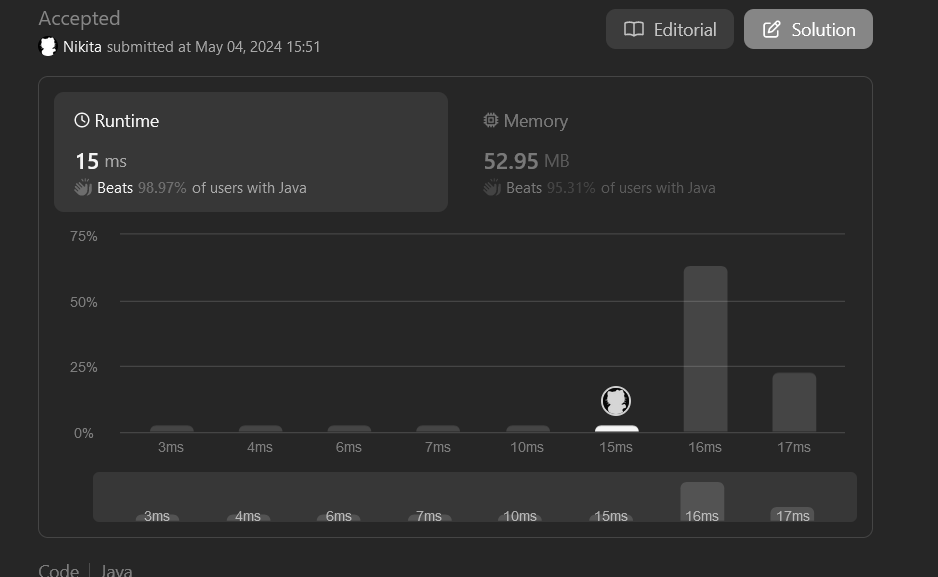 Accepted
Nikita submitted at May 04, 2024 15:51
Editorial
Solution
Runtime
15 ms
Beats 98.97% of users with Java
Memory
52.95 MB
Beats 95.31% of users with Java
75%
50%
25%
0%
3ms 4ms 6ms 7ms 10ms 15ms 16ms 17ms
3ms 4ms 6ms 7ms 10ms 15ms 16ms 17ms
Code | Java